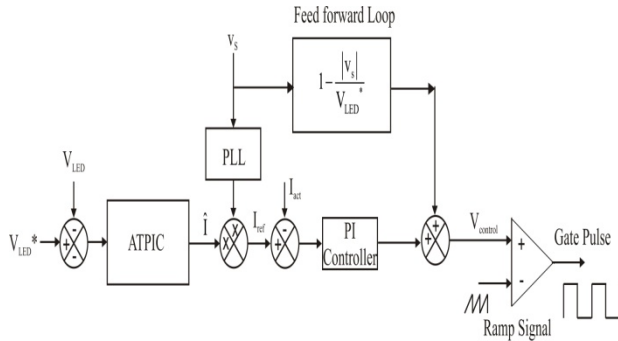 Feed forward Loop
v_s
1 - |v_s| / V_LED*
PLL
V_LED
I_act
V_LED*
+
-
-
ATPIC
Î
X
X
I_ref
+
-
PI
Controller
+
+
V_control
+
-
Gate Pulse
Ramp Signal